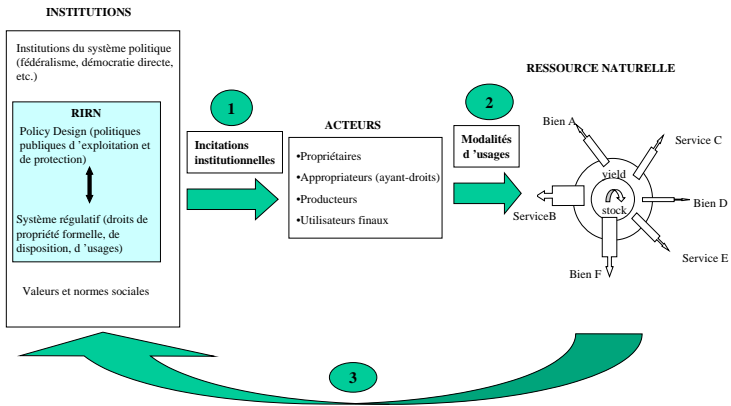 INSTITUTIONS
Institutions du système politique
(fédéralisme, démocratie directe,
etc.)
RIRN
Policy Design (politiques
publiques d 'exploitation et
de protection)
Système régulatif (droits de
propriété formelle, de
disposition, d 'usages)
Valeurs et normes sociales
1
Incitations
institutionnelles
ACTEURS
•Propriétaires
•Appropriateurs (ayant-droits)
•Producteurs
•Utilisateurs finaux
2
Modalités
d 'usages
RESSOURCE NATURELLE
Bien A
Service C
yield
Bien D
stock
ServiceB
Service E
Bien F
3